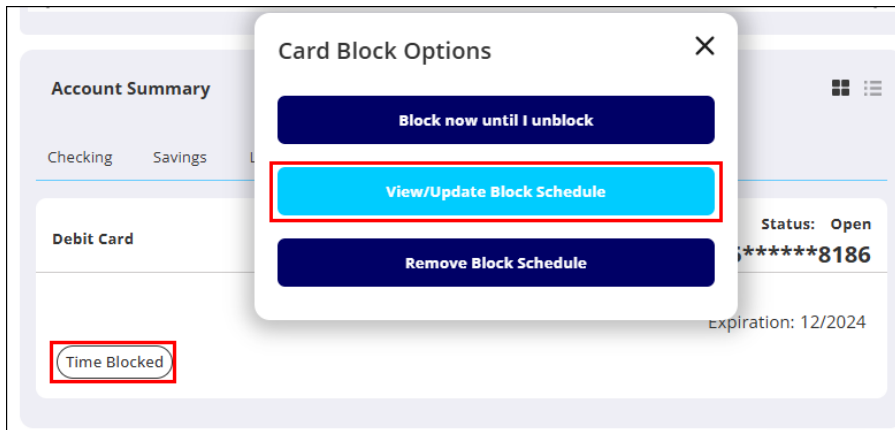 Card Block Options
Account Summary
Block now until I unblock
Checking Savings
View/Update Block Schedule
Debit Card
Status: Open
******8186
Remove Block Schedule
Expiration: 12/2024
Time Blocked